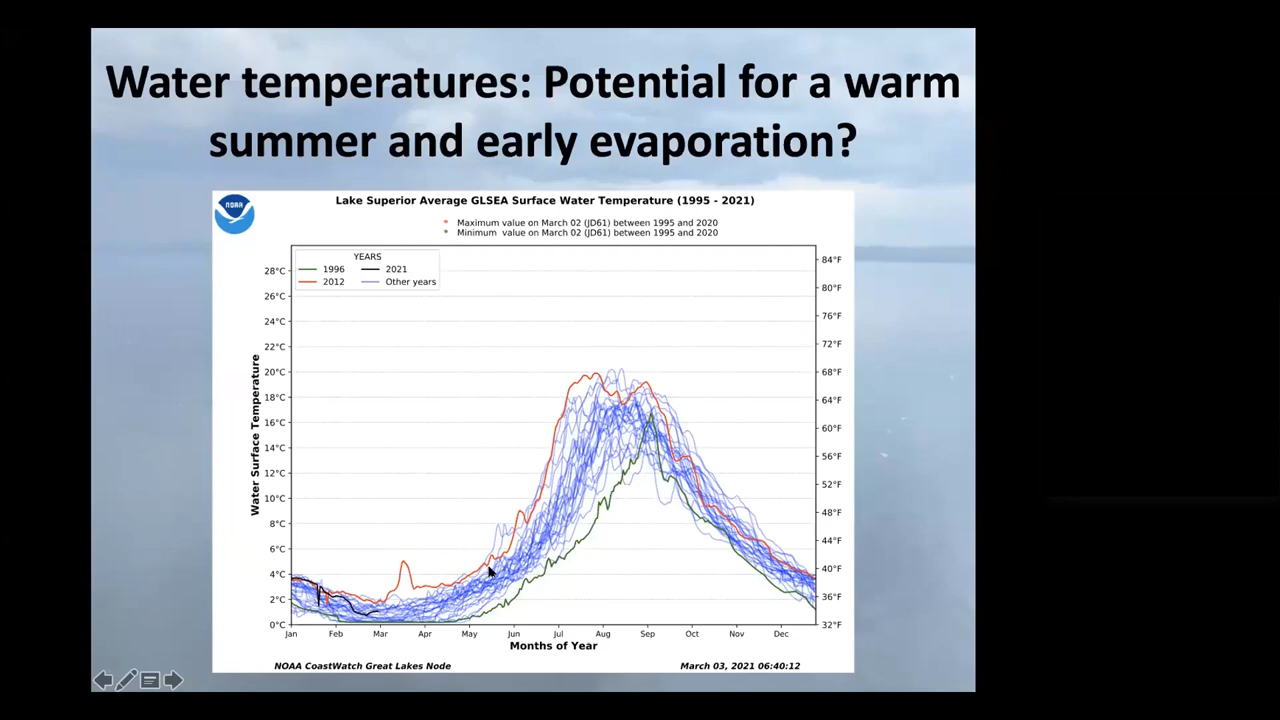 Water temperatures: Potential for a warm
summer and early evaporation?
NOAA
Lake Superior Average GLSEA Surface Water Temperature (1995 - 2021)
Maximum value on March 02 (JD61) between 1995 and 2020
Minimum value on March 02 (JD61) between 1995 and 2020
YEARS
1996 2021
2012 Other years
Water Surface Temperature
28°C
26°C
24°C
22°C
20°C
18°C
16°C
14°C
12°C
10°C
8°C
6°C
4°C
2°C
0°C
84°F
80°F
76°F
72°F
68°F
64°F
60°F
56°F
52°F
48°F
44°F
40°F
36°F
32°F
Jan Feb Mar Apr May Jun Jul Aug Sep Oct Nov Dec
Months of Year
NOAA CoastWatch Great Lakes Node March 03, 2021 06:40:12